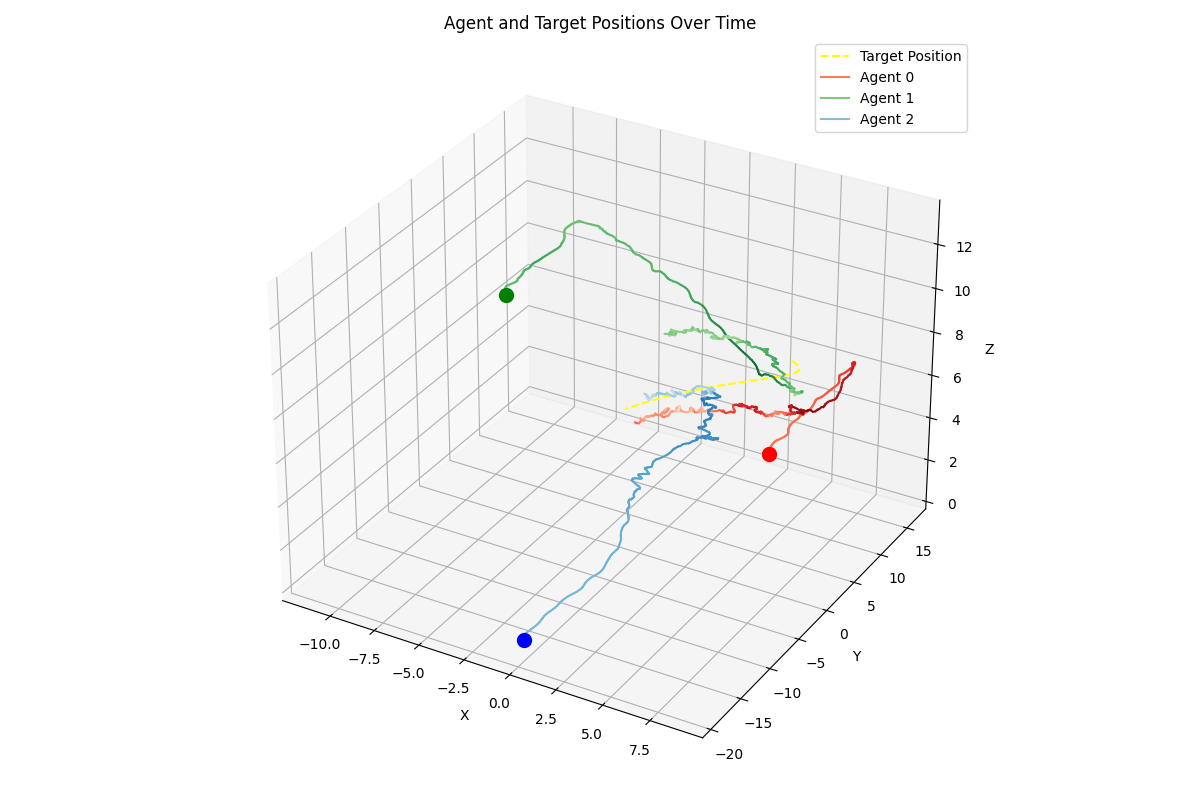 Agent and Target Positions Over Time
Target Position
Agent 0
Agent 1
Agent 2
12
10
8
6
4
2
0
Z
15
10
5
0
−5
−10
−15
−20
Y
−10.0
−7.5
−5.0
−2.5
0.0
2.5
5.0
7.5
X